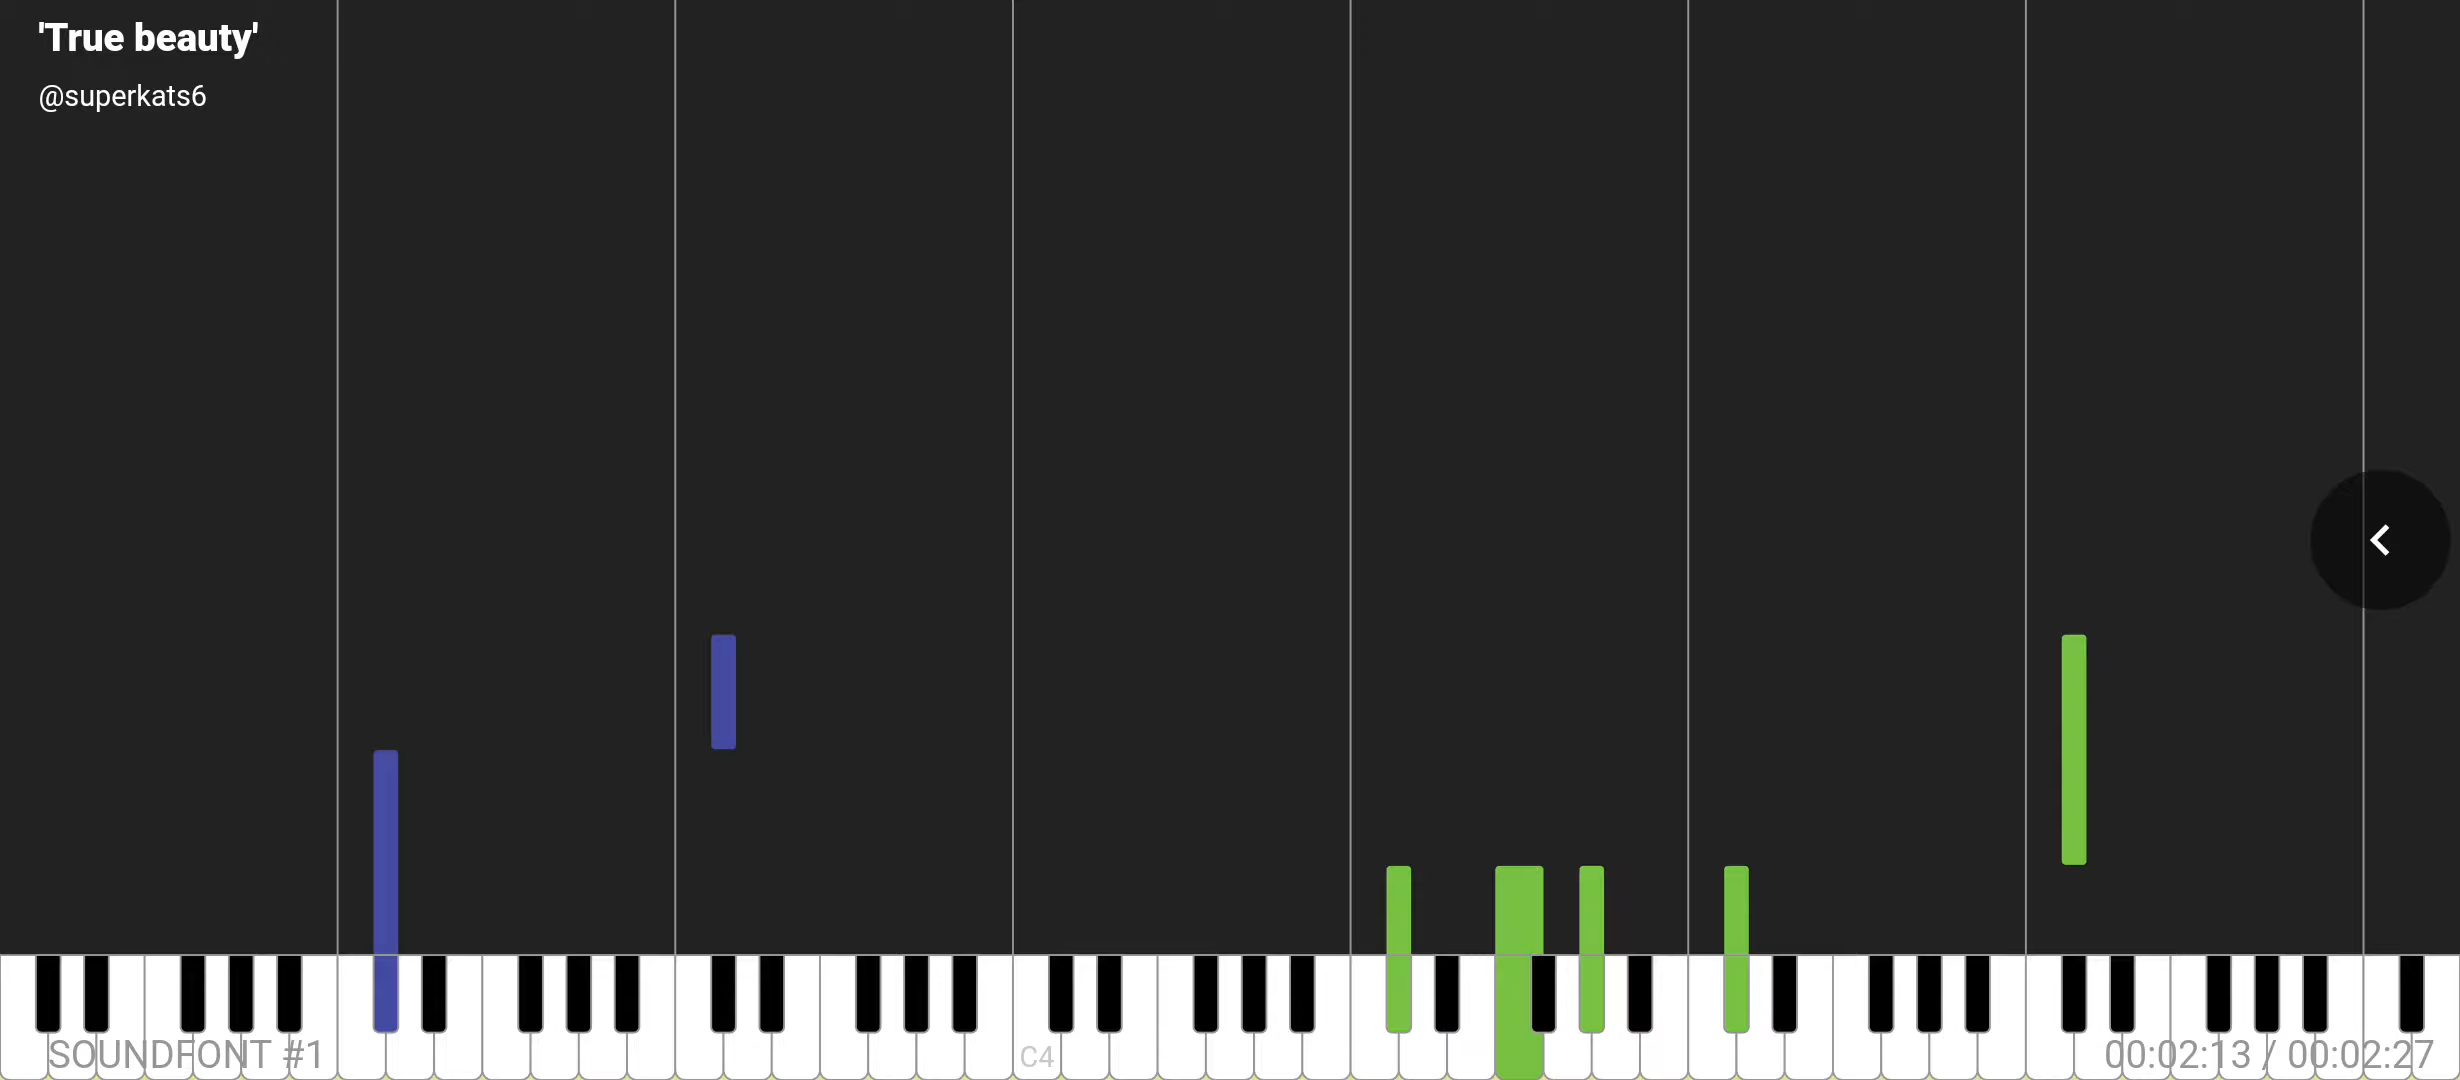 'True beauty'
@superkats6
C4
SOUNDFONT #1
00:02:13 / 00:02:27